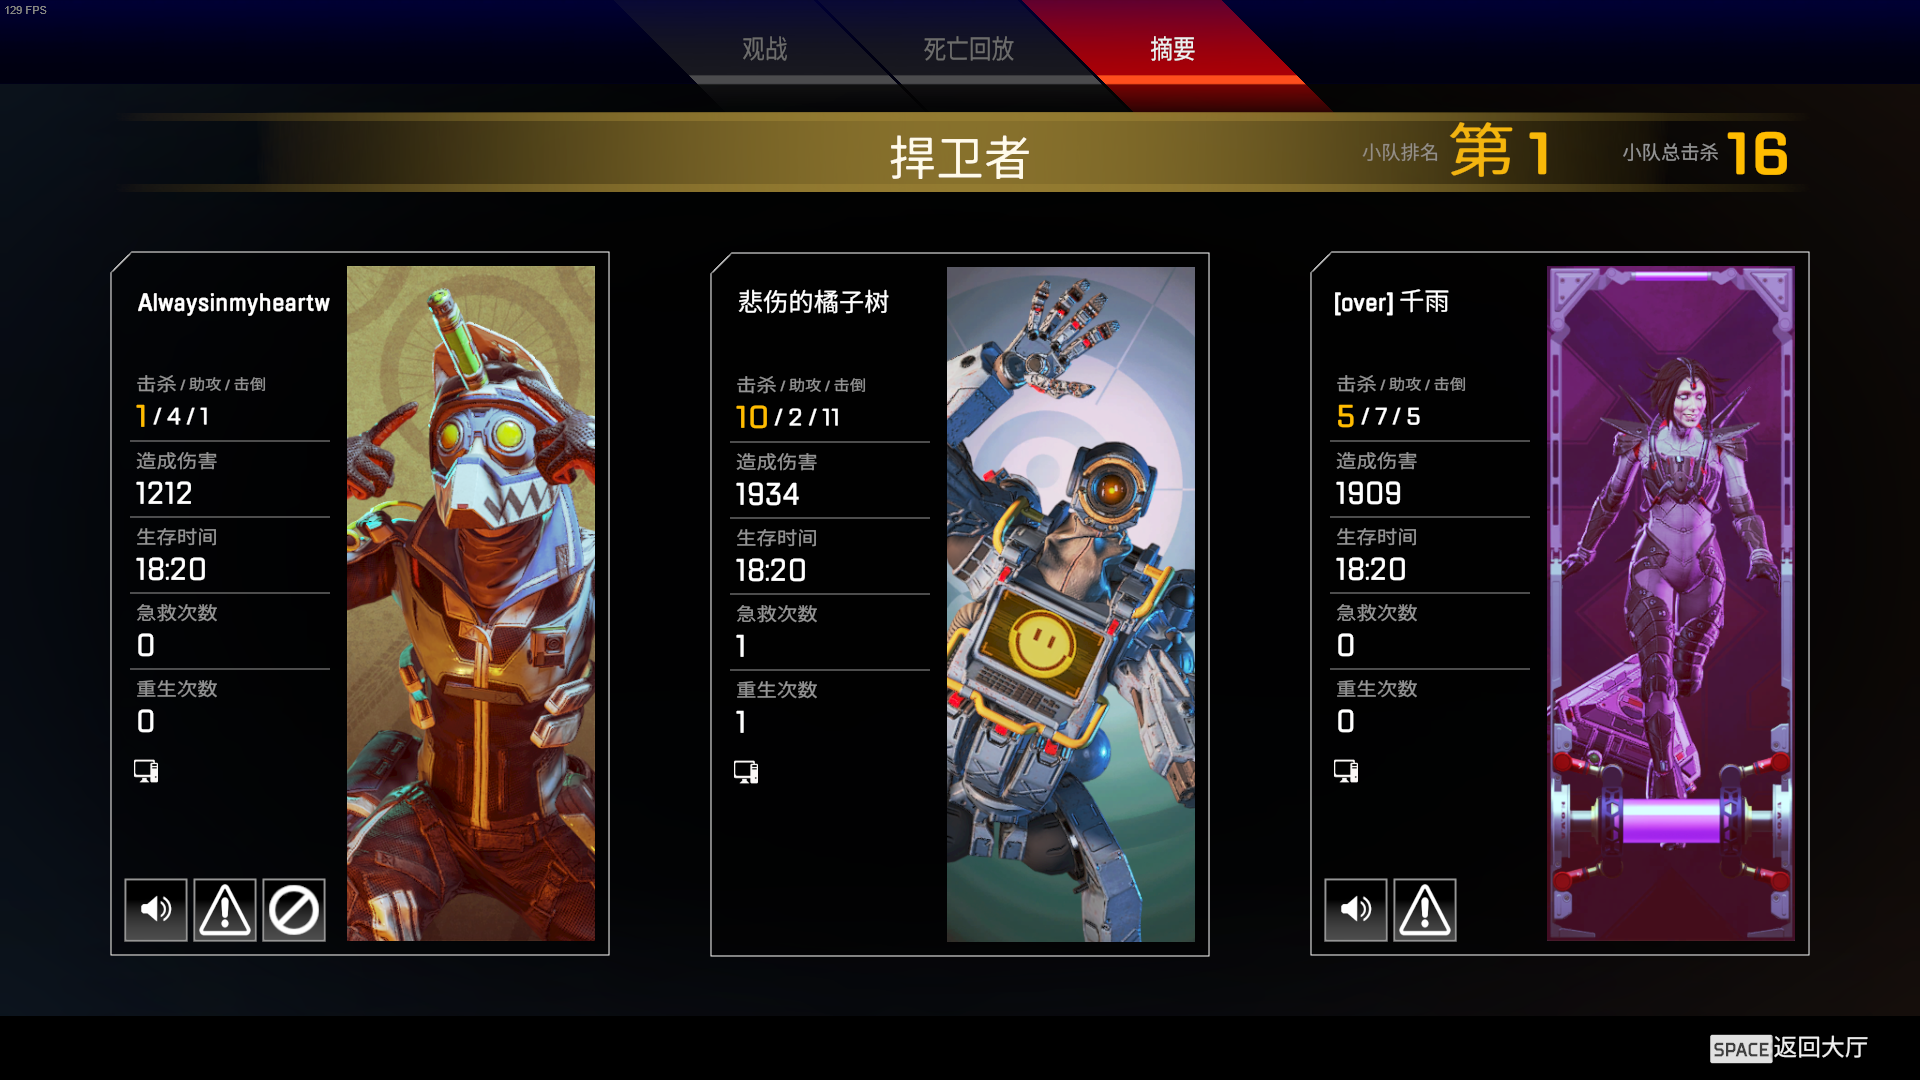 129 FPS
观战
死亡回放
摘要
捍卫者
小队排名 第 1
小队总击杀 16
Alwaysinmyheartw
击杀 / 助攻 / 击倒
1 / 4 / 1
造成伤害
1212
生存时间
18:20
急救次数
0
重生次数
0
悲伤的橘子树
击杀 / 助攻 / 击倒
10 / 2 / 11
造成伤害
1934
生存时间
18:20
急救次数
1
重生次数
1
[over] 千雨
击杀 / 助攻 / 击倒
5 / 7 / 5
造成伤害
1909
生存时间
18:20
急救次数
0
重生次数
0
SPACE 返回大厅